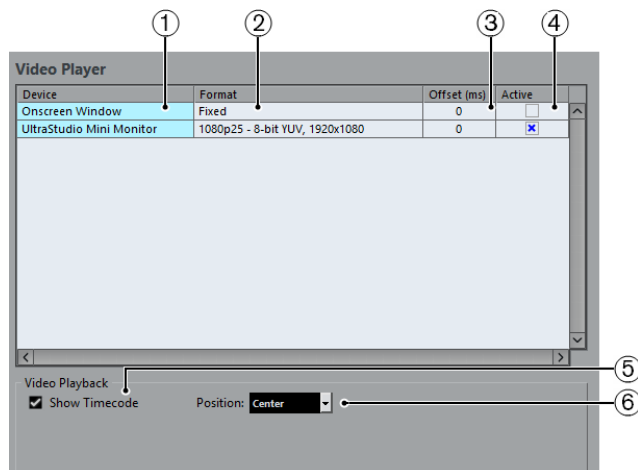 1 2 3 4
Video Player
Device Format Offset (ms) Active
Onscreen Window Fixed 0
UltraStudio Mini Monitor 1080p25 - 8-bit YUV, 1920x1080 0
5
Video Playback
Show Timecode Position: Center 6